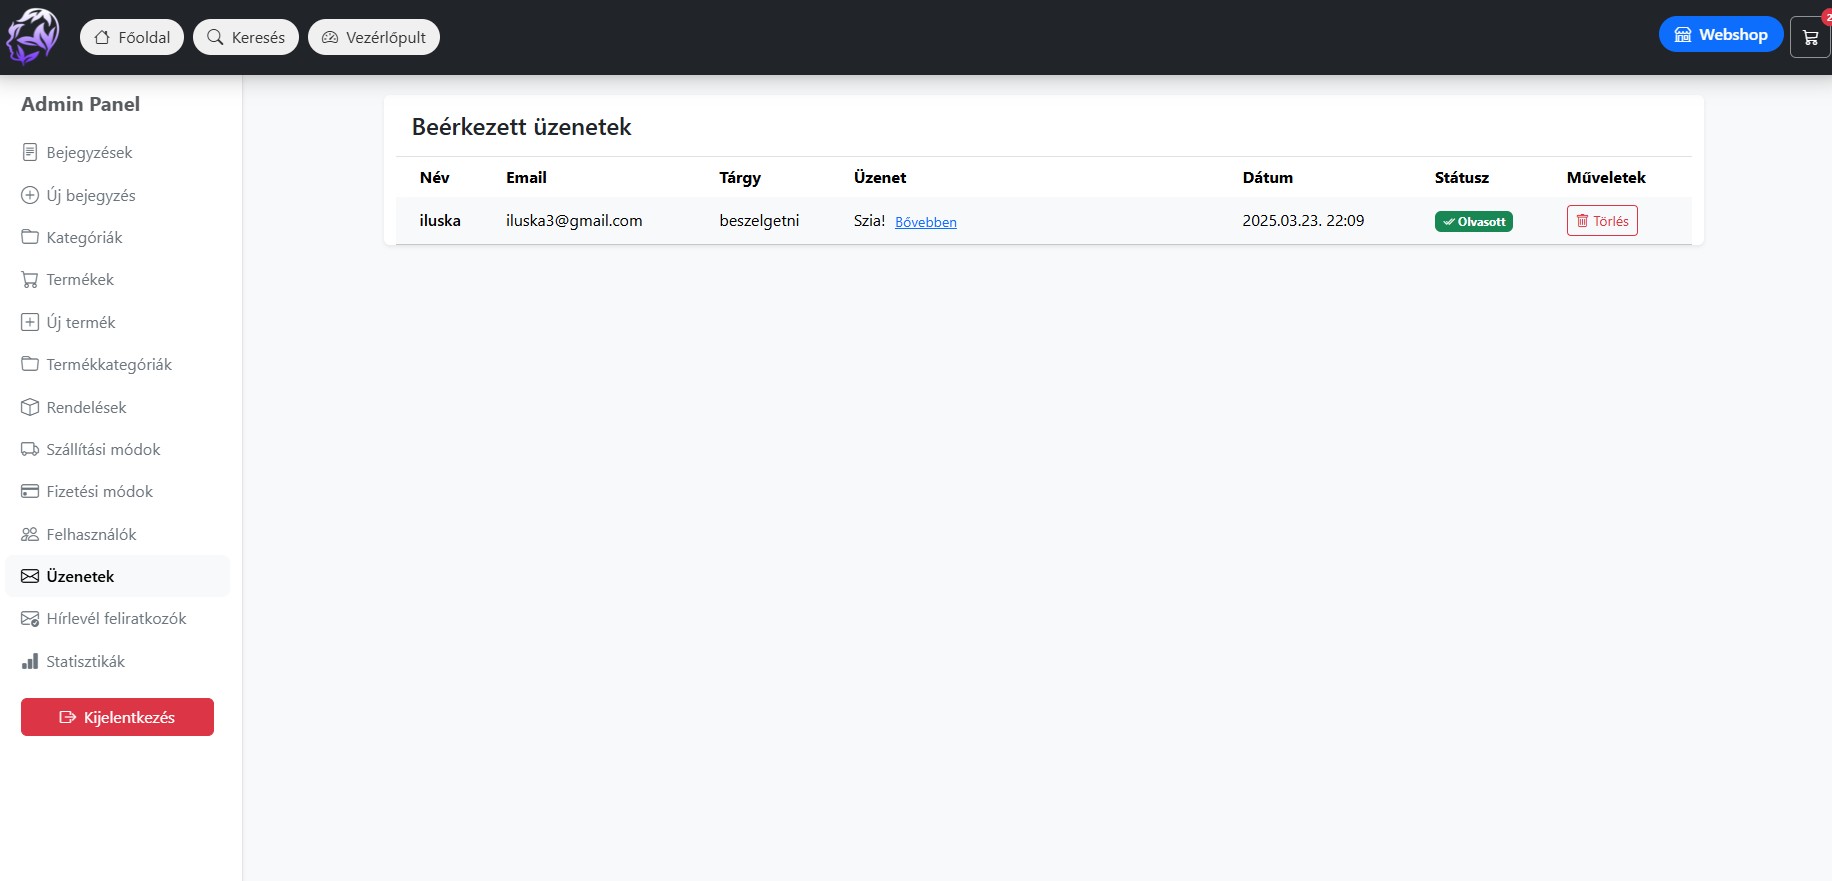 Főoldal Keresés Vezérlőpult Webshop 2
Admin Panel
Bejegyzések
Új bejegyzés
Kategóriák
Termékek
Új termék
Termékkategóriák
Rendelések
Szállítási módok
Fizetési módok
Felhasználók
Üzenetek
Hírlevél feliratkozók
Statisztikák
Kijelentkezés
Beérkezett üzenetek
Név Email Tárgy Üzenet Dátum Státusz Műveletek
iluska iluska3@gmail.com beszelgetni Szia! Bővebben 2025.03.23. 22:09 Olvasott Törlés